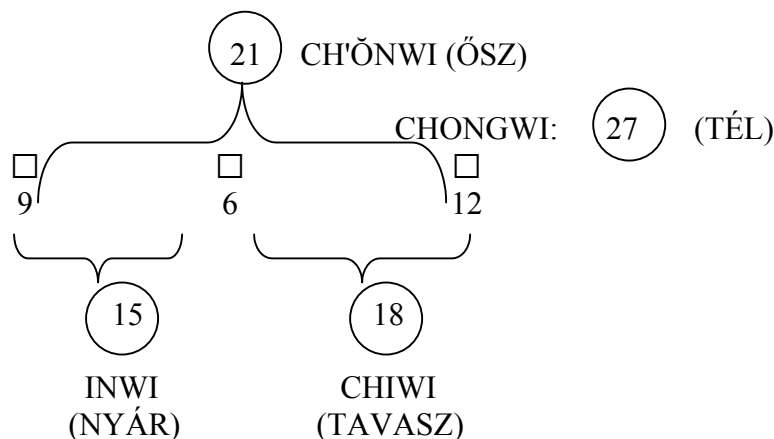 21 CH'ŎNWI (ŐSZ)
CHONGWI: 27 (TÉL)
□ □ □
9 6 12
15 18
INWI CHIWI
(NYÁR) (TAVASZ)